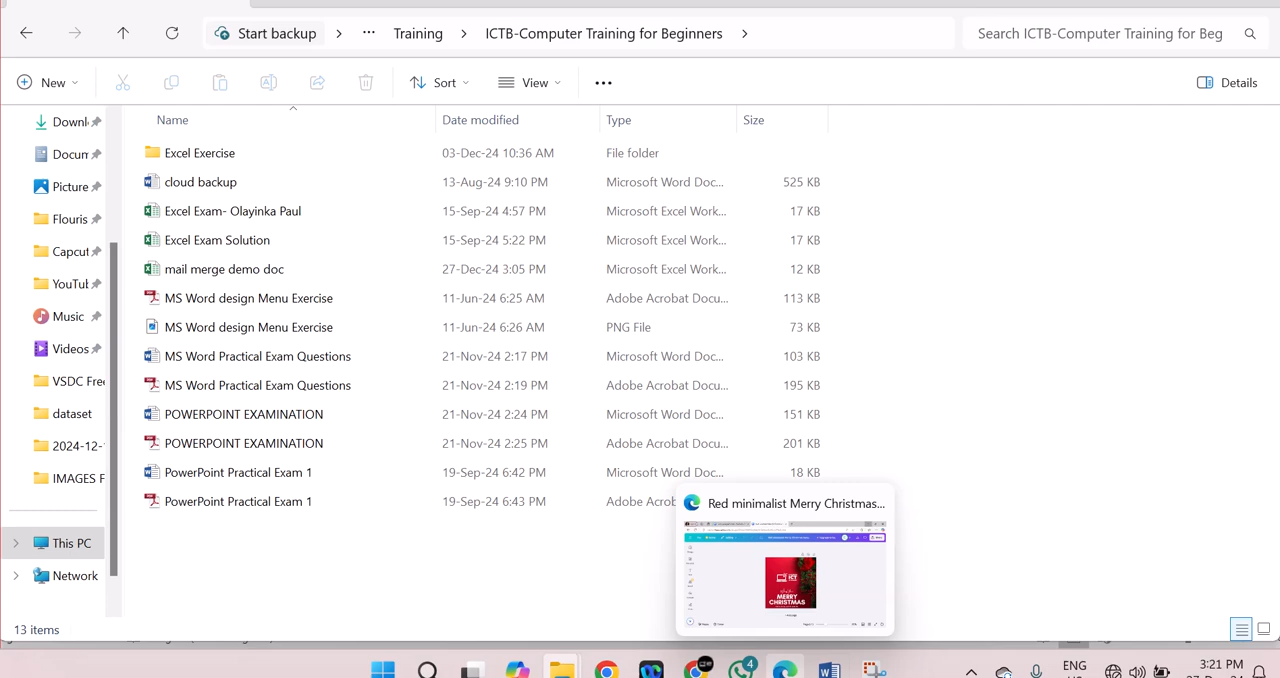 Start backup > ... Training > ICTB-Computer Training for Beginners >
Search ICTB-Computer Training for Beg
New Sort View ... Details
Name Date modified Type Size
Downl
Docum
Picture
Flouris
Capcut
YouTul
Music
Videos
VSDC Free
dataset
2024-12-
IMAGES F
This PC
Network
Excel Exercise 03-Dec-24 10:36 AM File folder
cloud backup 13-Aug-24 9:10 PM Microsoft Word Doc... 525 KB
Excel Exam- Olayinka Paul 15-Sep-24 4:57 PM Microsoft Excel Work... 17 KB
Excel Exam Solution 15-Sep-24 5:22 PM Microsoft Excel Work... 17 KB
mail merge demo doc 27-Dec-24 3:05 PM Microsoft Excel Work... 12 KB
MS Word design Menu Exercise 11-Jun-24 6:25 AM Adobe Acrobat Docu... 113 KB
MS Word design Menu Exercise 11-Jun-24 6:26 AM PNG File 73 KB
MS Word Practical Exam Questions 21-Nov-24 2:17 PM Microsoft Word Doc... 103 KB
MS Word Practical Exam Questions 21-Nov-24 2:19 PM Adobe Acrobat Docu... 195 KB
POWERPOINT EXAMINATION 21-Nov-24 2:24 PM Microsoft Word Doc... 151 KB
POWERPOINT EXAMINATION 21-Nov-24 2:25 PM Adobe Acrobat Docu... 201 KB
PowerPoint Practical Exam 1 19-Sep-24 6:42 PM Microsoft Word Doc... 18 KB
PowerPoint Practical Exam 1 19-Sep-24 6:43 PM Adobe Acrob
Red minimalist Merry Christmas...
ICT
MERRY
CHRISTMAS
13 items
4
ENG
3:21 PM